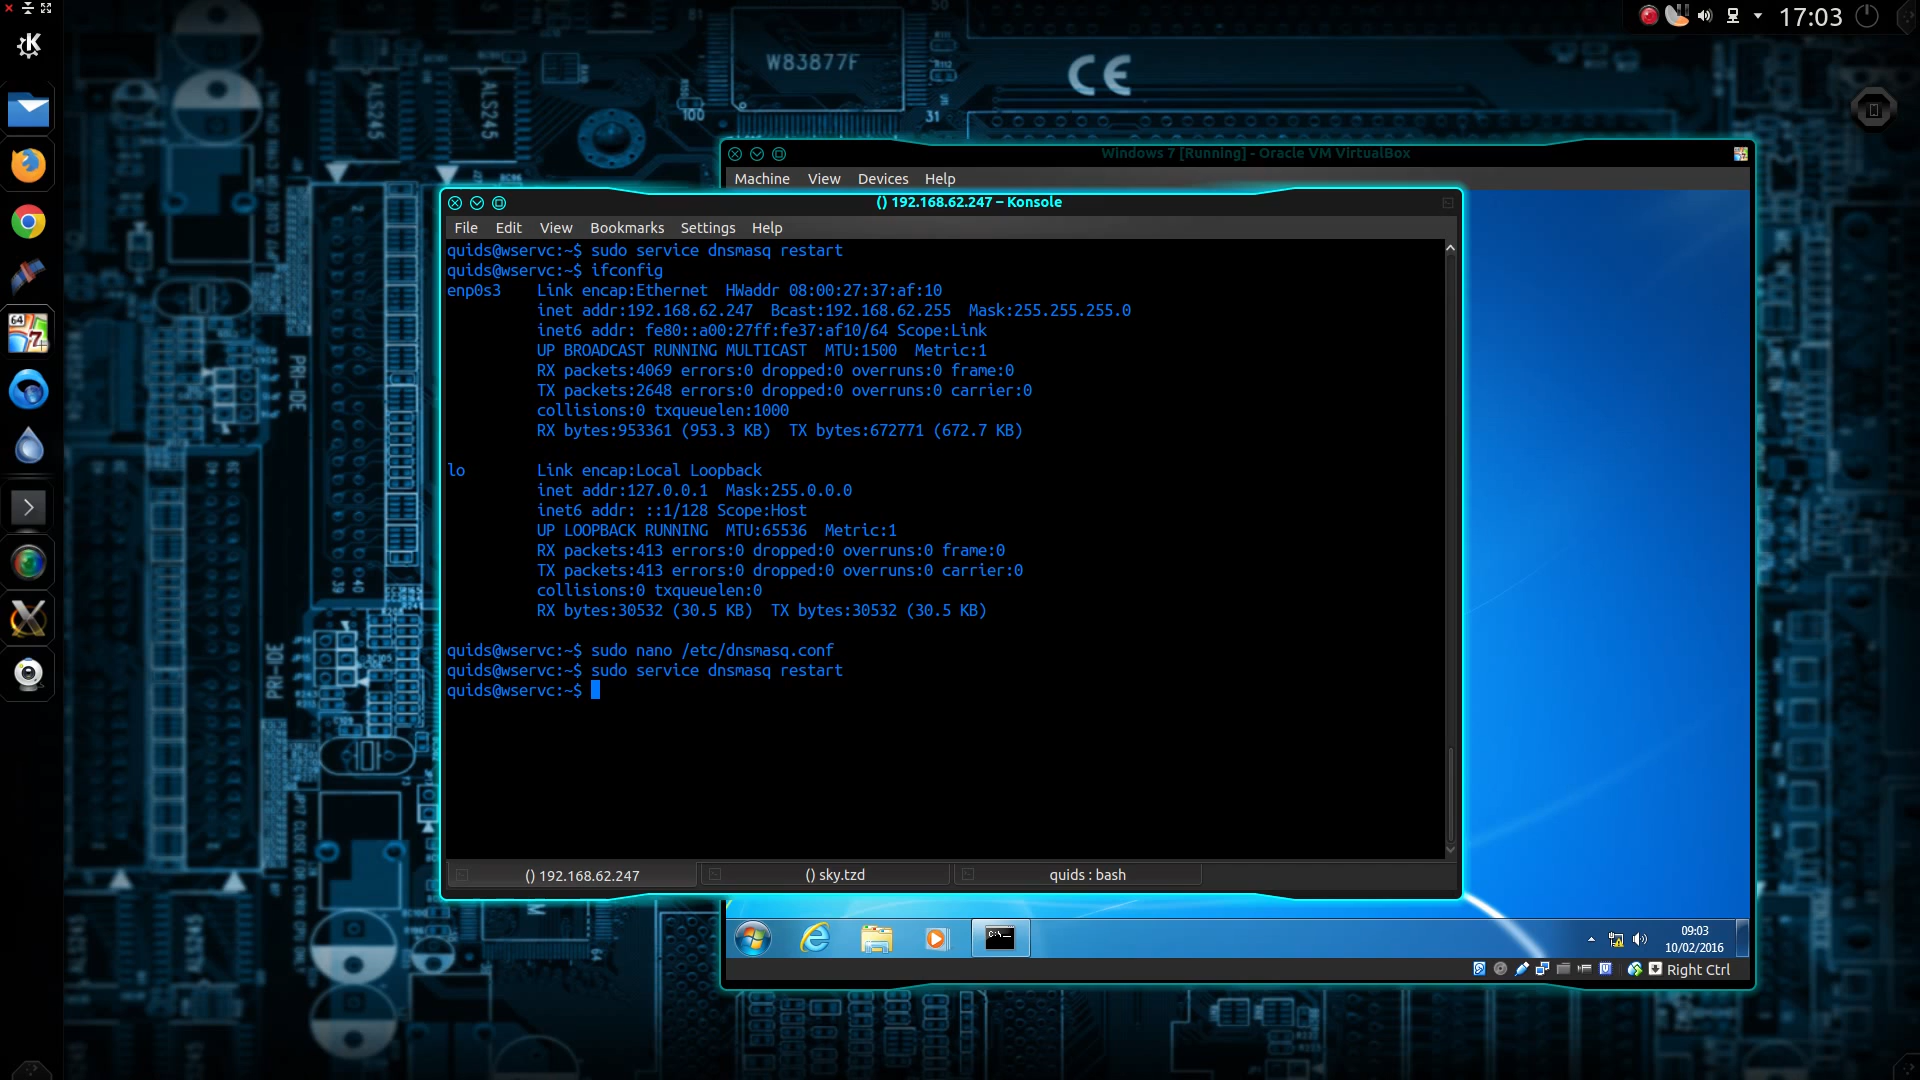 17:03
W83877F
CE
ALS245
ALS245
100
31
PRI-IDE
PRI-IDE
Windows 7 [Running] - Oracle VM VirtualBox
Machine View Devices Help
() 192.168.62.247 – Konsole
File Edit View Bookmarks Settings Help
quids@wservc:~$ sudo service dnsmasq restart
quids@wservc:~$ ifconfig
enp0s3 Link encap:Ethernet HWaddr 08:00:27:37:af:10
inet addr:192.168.62.247 Bcast:192.168.62.255 Mask:255.255.255.0
inet6 addr: fe80::a00:27ff:fe37:af10/64 Scope:Link
UP BROADCAST RUNNING MULTICAST MTU:1500 Metric:1
RX packets:4069 errors:0 dropped:0 overruns:0 frame:0
TX packets:2648 errors:0 dropped:0 overruns:0 carrier:0
collisions:0 txqueuelen:1000
RX bytes:953361 (953.3 KB) TX bytes:672771 (672.7 KB)
lo Link encap:Local Loopback
inet addr:127.0.0.1 Mask:255.0.0.0
inet6 addr: ::1/128 Scope:Host
UP LOOPBACK RUNNING MTU:65536 Metric:1
RX packets:413 errors:0 dropped:0 overruns:0 frame:0
TX packets:413 errors:0 dropped:0 overruns:0 carrier:0
collisions:0 txqueuelen:0
RX bytes:30532 (30.5 KB) TX bytes:30532 (30.5 KB)
quids@wservc:~$ sudo nano /etc/dnsmasq.conf
quids@wservc:~$ sudo service dnsmasq restart
quids@wservc:~$
() 192.168.62.247 () sky.tzd quids : bash
09:03
10/02/2016
Right Ctrl